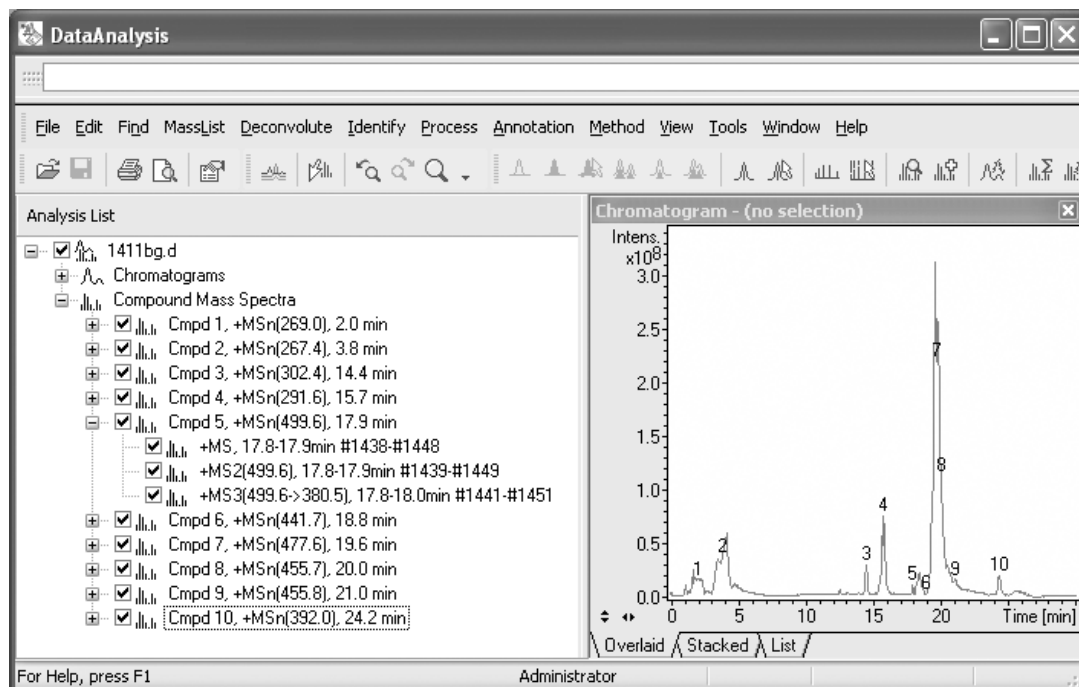 DataAnalysis
File Edit Find MassList Deconvolute Identify Process Annotation Method View Tools Window Help
Analysis List
1411bg.d
Chromatograms
Compound Mass Spectra
Cmpd 1, +MSn(269.0), 2.0 min
Cmpd 2, +MSn(267.4), 3.8 min
Cmpd 3, +MSn(302.4), 14.4 min
Cmpd 4, +MSn(291.6), 15.7 min
Cmpd 5, +MSn(499.6), 17.9 min
+MS, 17.8-17.9min #1438-#1448
+MS2(499.6), 17.8-17.9min #1439-#1449
+MS3(499.6->380.5), 17.8-18.0min #1441-#1451
Cmpd 6, +MSn(441.7), 18.8 min
Cmpd 7, +MSn(477.6), 19.6 min
Cmpd 8, +MSn(455.7), 20.0 min
Cmpd 9, +MSn(455.8), 21.0 min
Cmpd 10, +MSn(392.0), 24.2 min
Chromatogram - (no selection)
Intens.
x10⁸
3.0
2.5
7
2.0
1.5
8
1.0
4
0.5
1 2 3 5 6 9 10
0.0
0 5 10 15 20 Time [min]
Overlaid Stacked List
For Help, press F1 Administrator